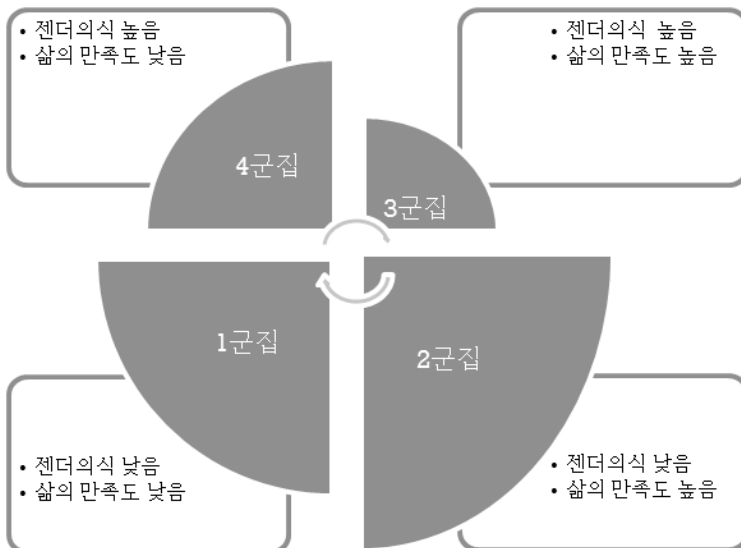 • 젠더의식 높음
• 삶의 만족도 낮음
• 젠더의식 높음
• 삶의 만족도 높음
4군집
3군집
1군집
2군집
• 젠더의식 낮음
• 삶의 만족도 낮음
• 젠더의식 낮음
• 삶의 만족도 높음